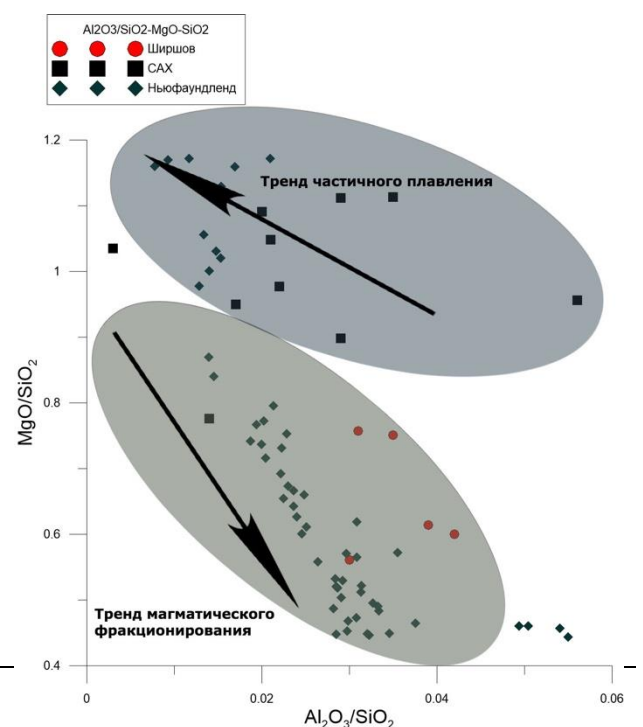 Al2O3/SiO2-MgO-SiO2
Ширшов
САХ
Ньюфаундленд
1.2
Тренд частичного плавления
1
MgO/SiO₂
0.8
0.6
Тренд магматического
фракционирования
0.4
0
0.02
0.04
0.06
Al₂O₃/SiO₂